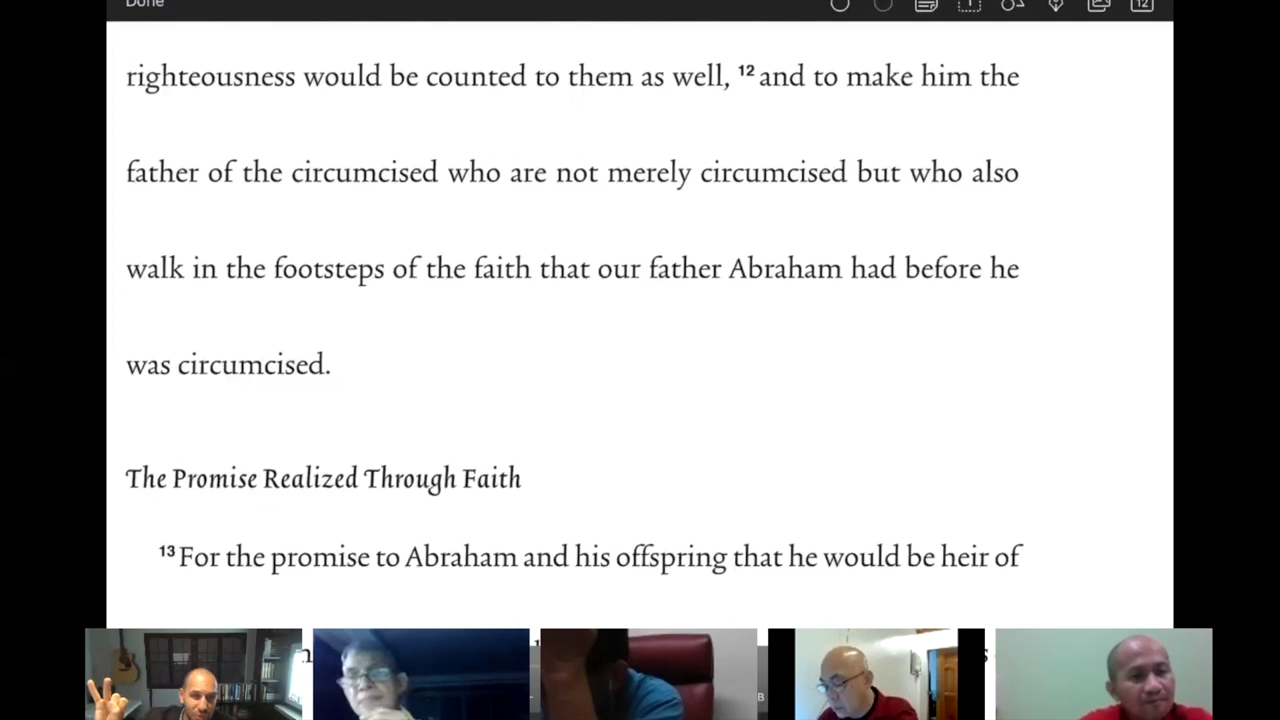 Done
12
righteousness would be counted to them as well, 12 and to make him the
father of the circumcised who are not merely circumcised but who also
walk in the footsteps of the faith that our father Abraham had before he
was circumcised.
The Promise Realized Through Faith
13 For the promise to Abraham and his offspring that he would be heir of
B